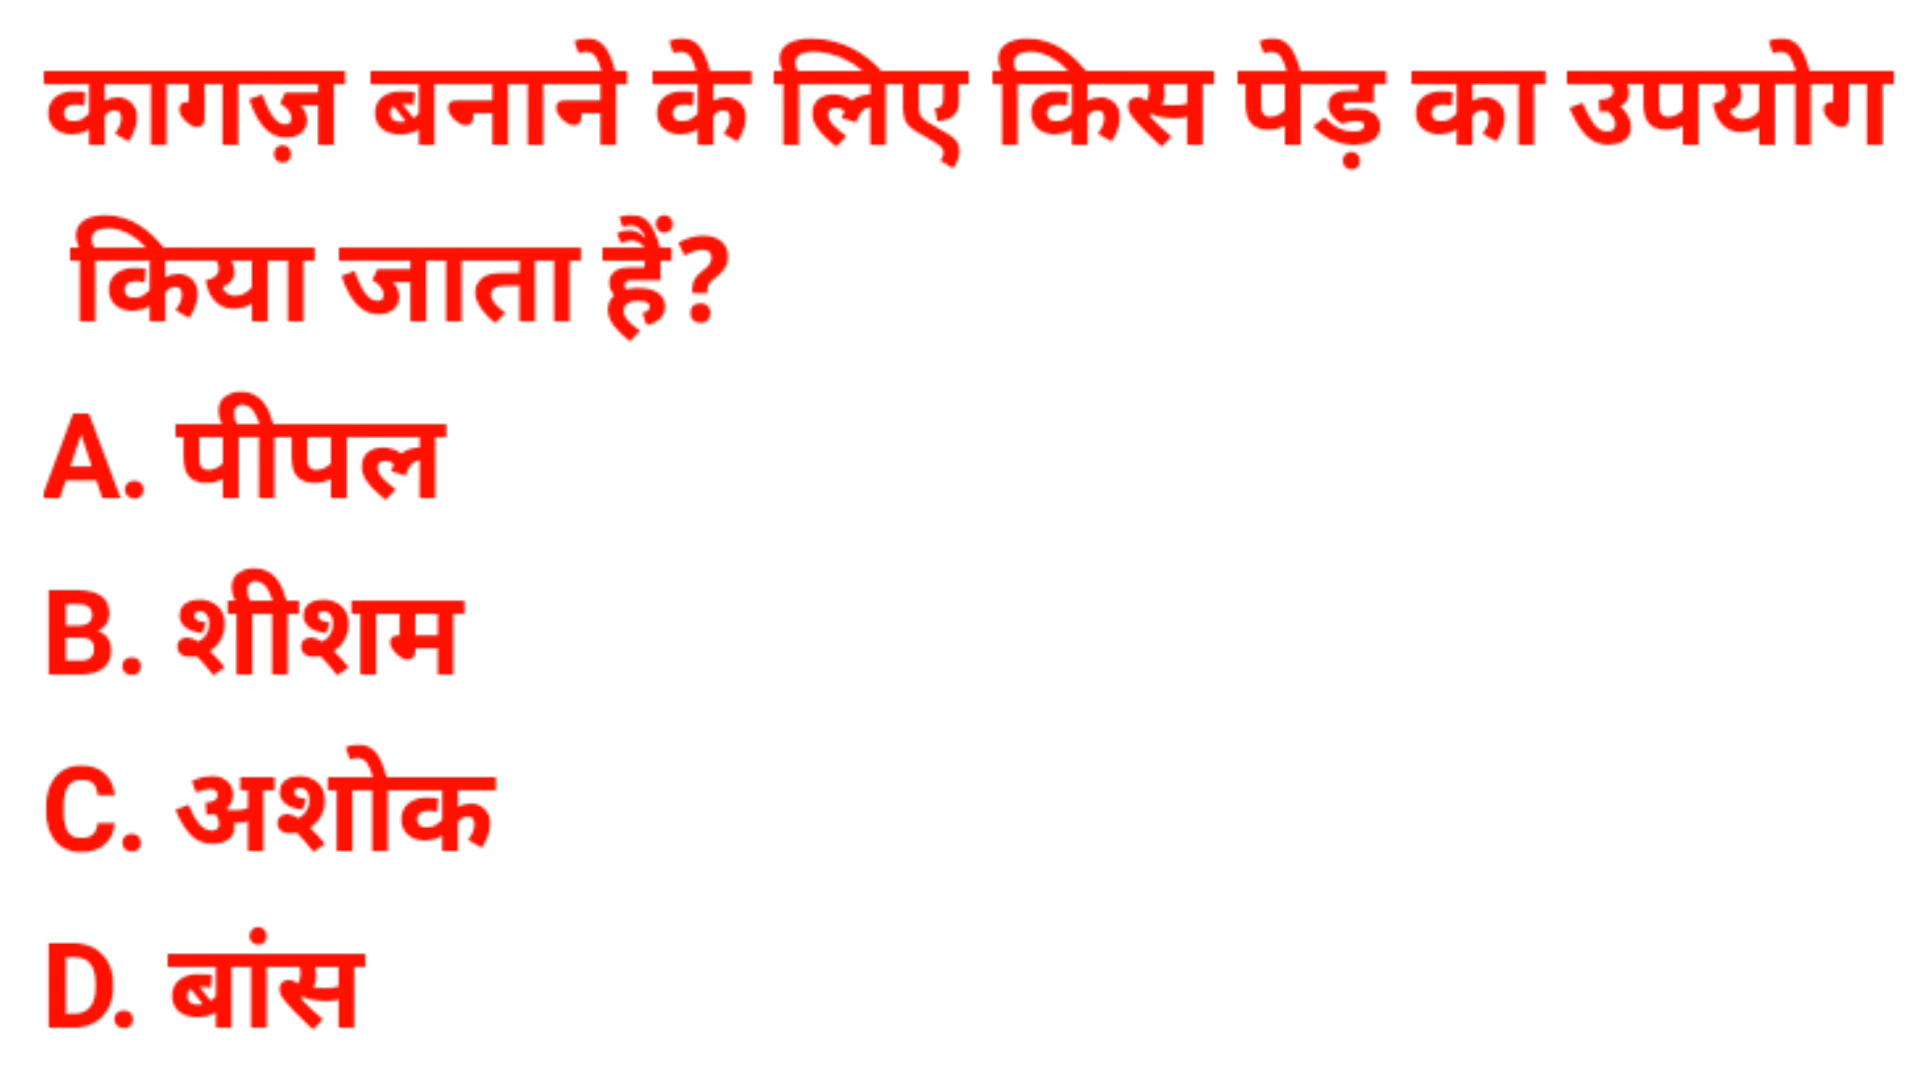 कागज़ बनाने के लिए किस पेड़ का उपयोग
किया जाता हैं?
A. पीपल
B. शीशम
C. अशोक
D. बांस